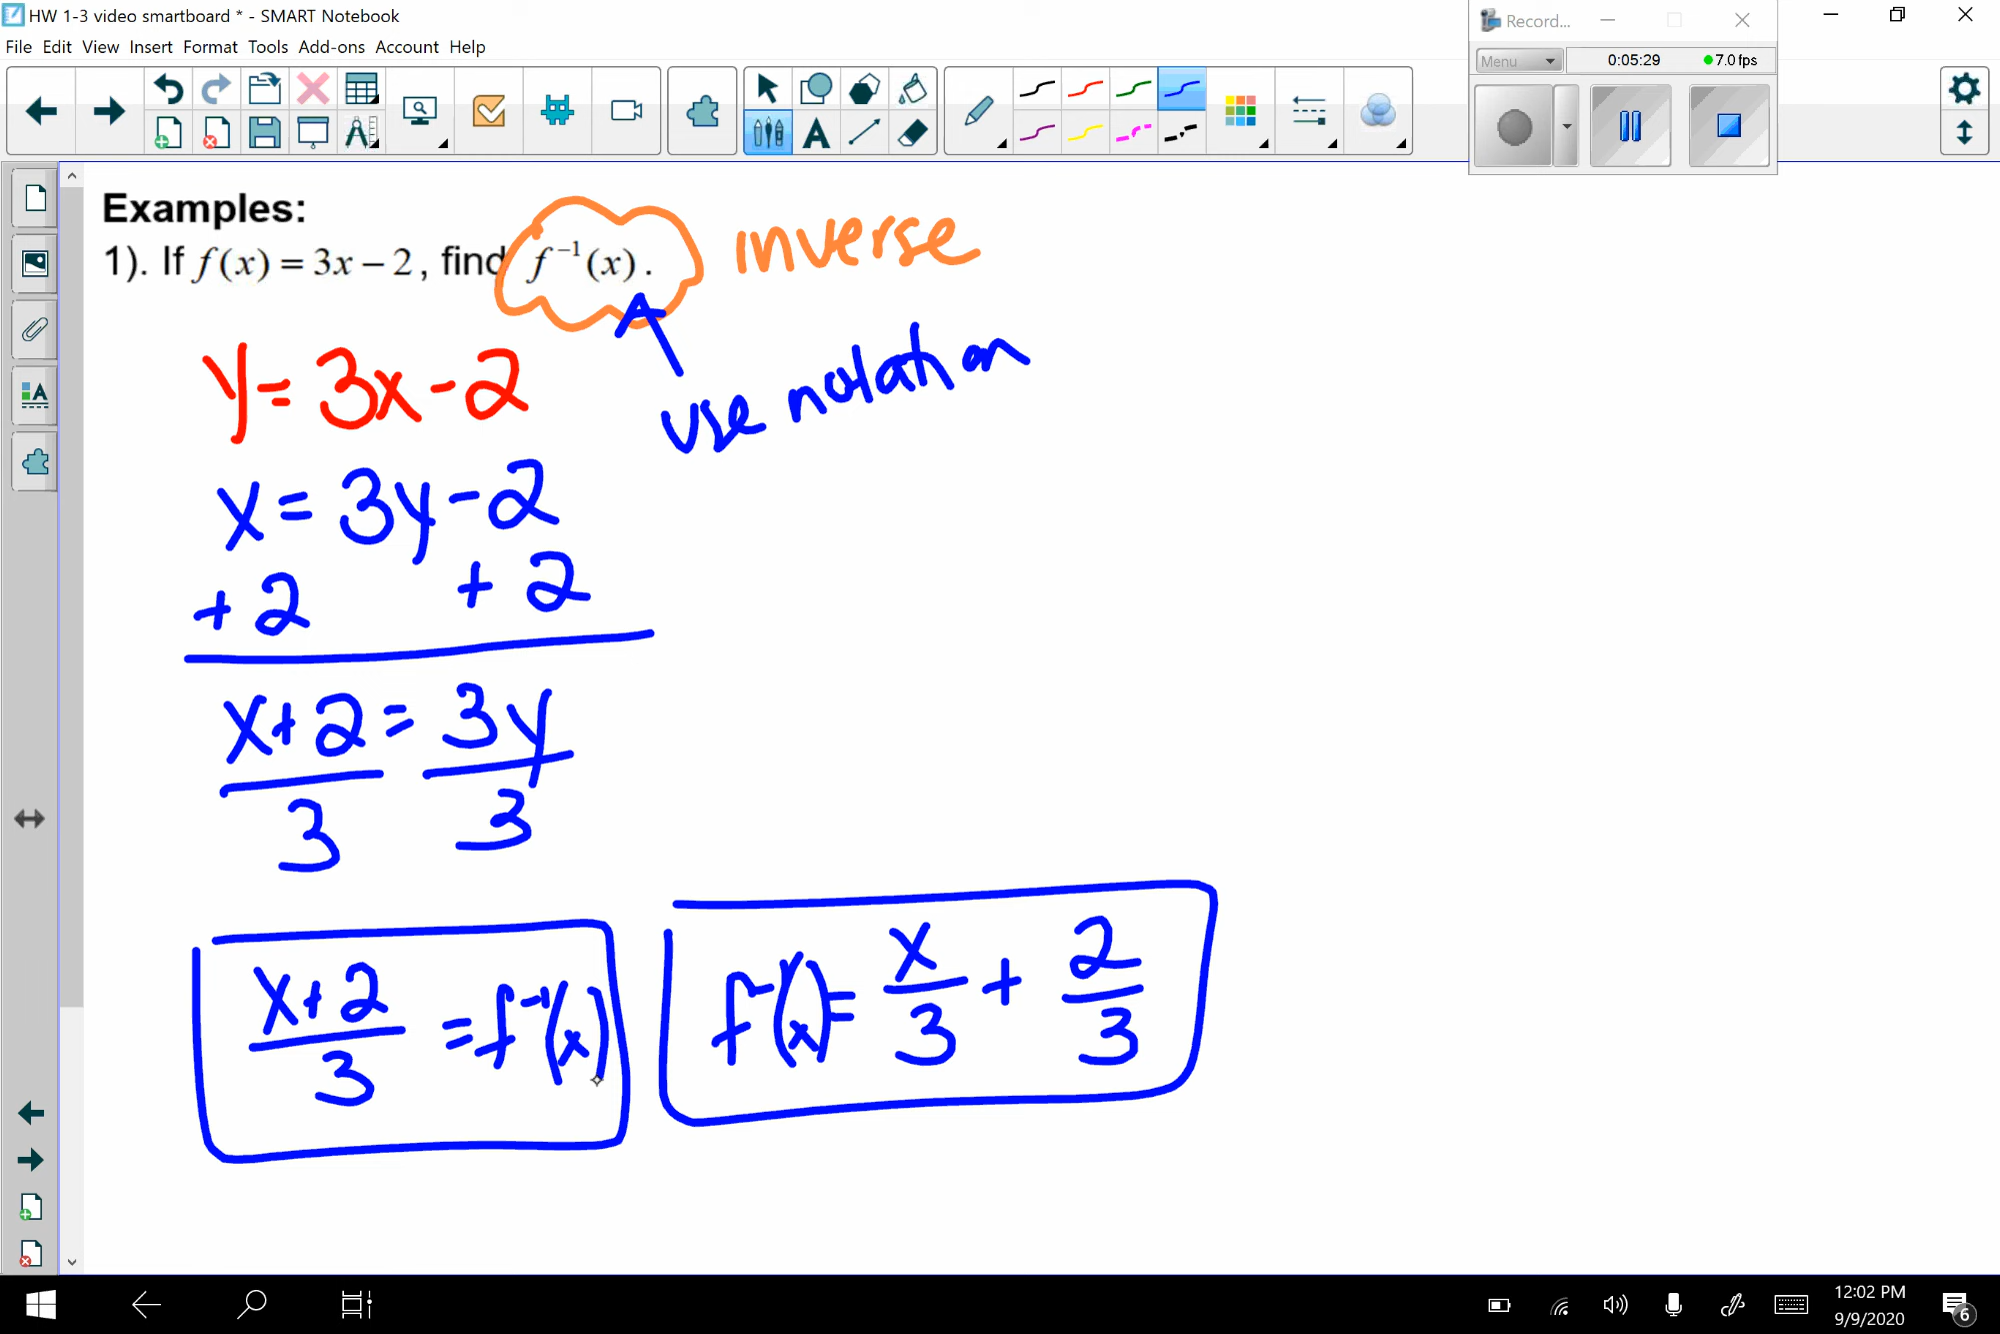 HW 1-3 video smartboard * - SMART Notebook
Record...
File Edit View Insert Format Tools Add-ons Account Help
Menu 0:05:29 7.0 fps
Examples:
1). If f(x) = 3x − 2, find f⁻¹(x). inverse
use notation
y = 3x - 2
x = 3y - 2
+ 2 + 2
x + 2 = 3y
3 3
x + 2
3 = f⁻¹(x)
f⁻¹(x) = x/3 + 2/3
12:02 PM
9/9/2020
6